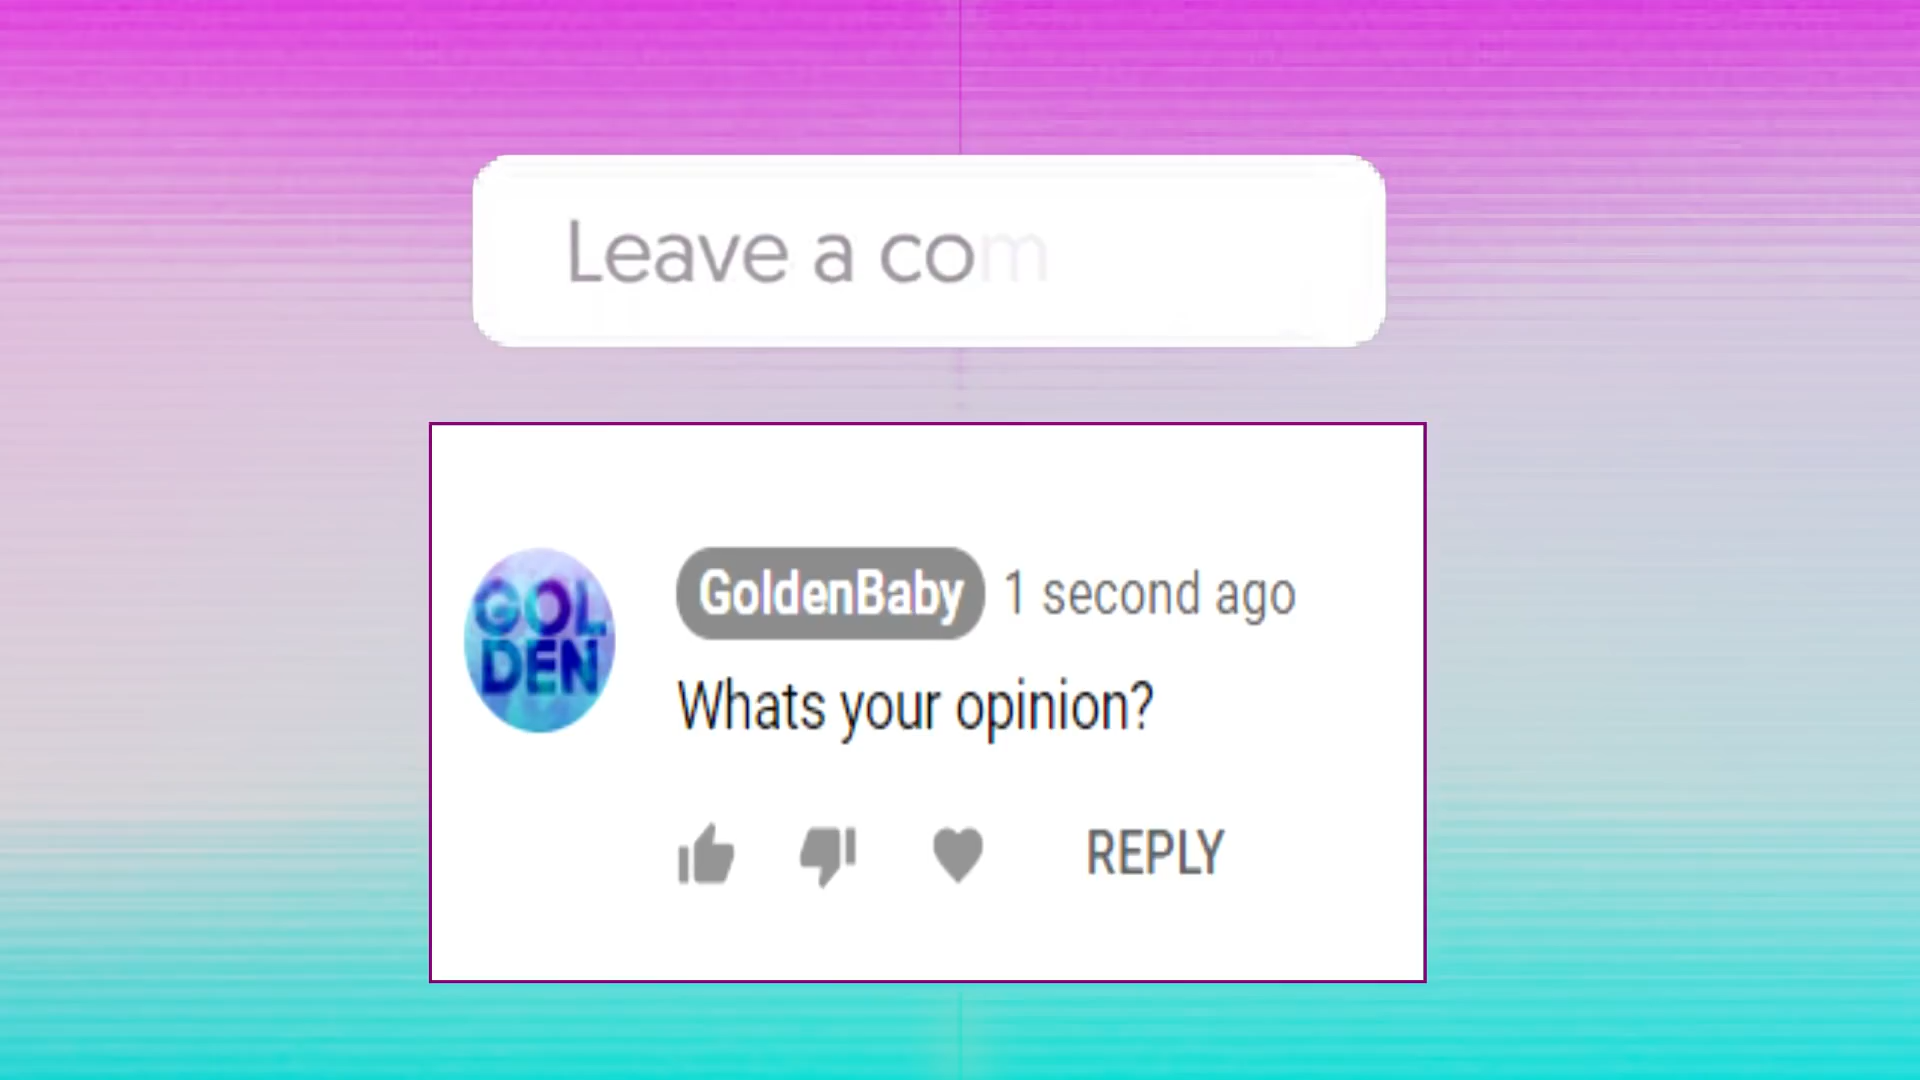 Leave a com
GOL
DEN
GoldenBaby 1 second ago
Whats your opinion?
REPLY